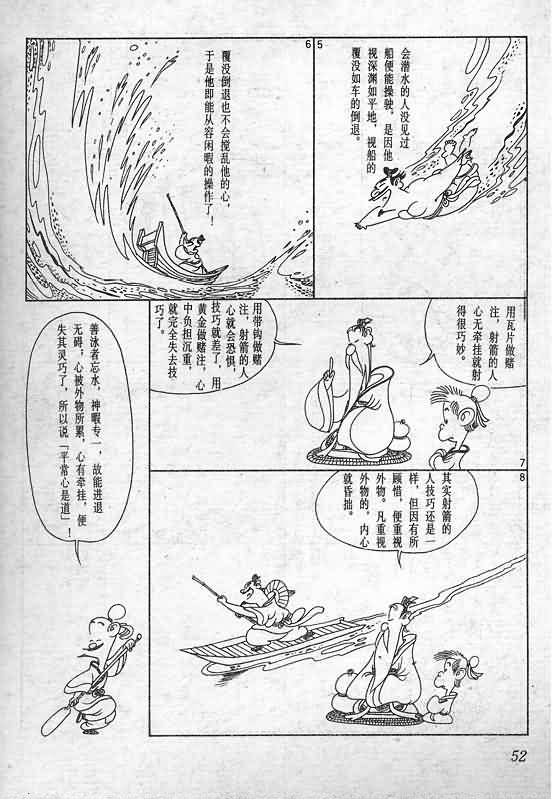 5
会潜水的人没见过
船便能操驶，是因他
视深渊如平地，视船的
覆没如车的倒退。
6
覆没倒退也不会搅乱他的心，
于是他即能从容闲暇的操作了！
7
用瓦片做赌
注，射箭的人
心无牵挂就射
得很巧妙。
用带钩做赌
注，射箭的人
心就会恐惧，
技巧就差了，用
黄金做赌注，心
中负担沉重，
就完全失去技
巧了。
8
其实射箭的
人技巧还是一
样，但因有所
顾惜，便重视
外物。凡重视
外物的，内心
就昏拙。
善泳者忘水，神暇专一，故能进退
无碍；心被外物所累，心有牵挂，便
失其灵巧了，所以说「平常心是道」！
52